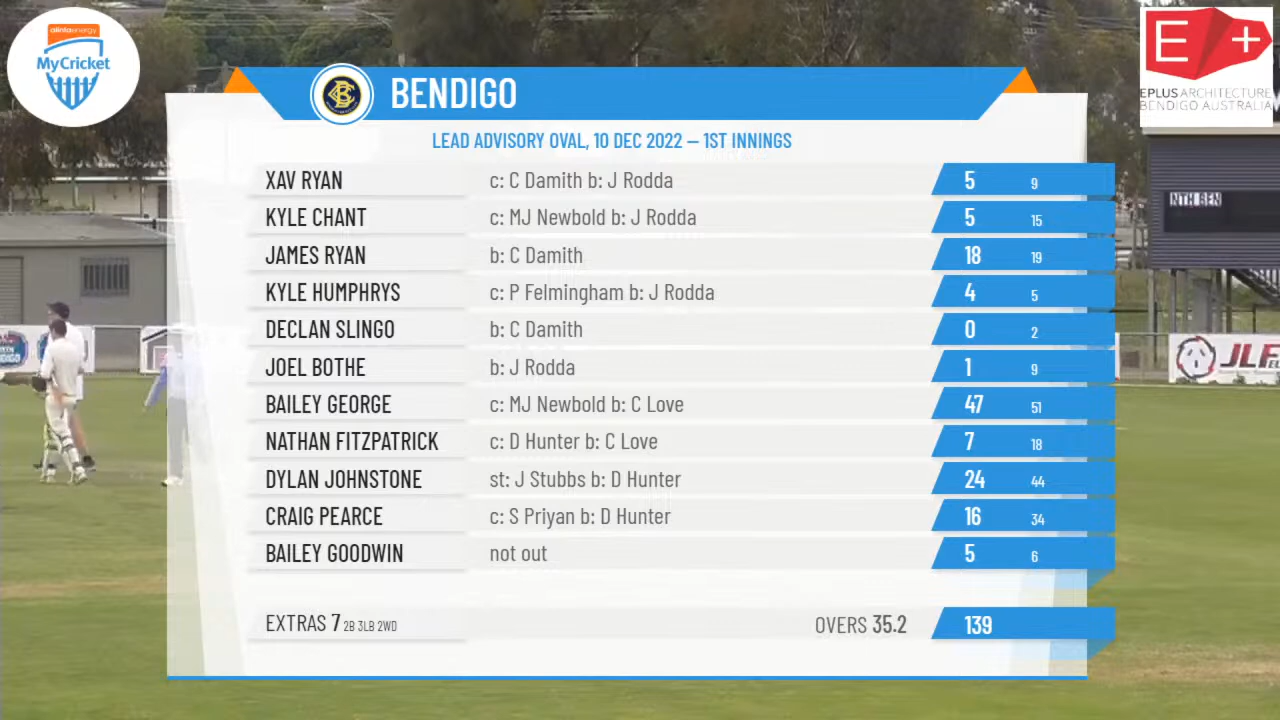 alintaenergy
MyCricket
BENDIGO
LEAD ADVISORY OVAL, 10 DEC 2022 – 1ST INNINGS
XAV RYAN c: C Damith b: J Rodda 5 9
KYLE CHANT c: MJ Newbold b: J Rodda 5 15
JAMES RYAN b: C Damith 18 19
KYLE HUMPHRYS c: P Felmingham b: J Rodda 4 5
DECLAN SLINGO b: C Damith 0 2
JOEL BOTHE b: J Rodda 1 9
BAILEY GEORGE c: MJ Newbold b: C Love 47 51
NATHAN FITZPATRICK c: D Hunter b: C Love 7 18
DYLAN JOHNSTONE st: J Stubbs b: D Hunter 24 44
CRAIG PEARCE c: S Priyan b: D Hunter 16 34
BAILEY GOODWIN not out 5 6
EXTRAS 7 2B 3LB 2WD OVERS 35.2 139
E+
EPLUS ARCHITECTURE
BENDIGO AUSTRALIA
NTH BEN
JLF